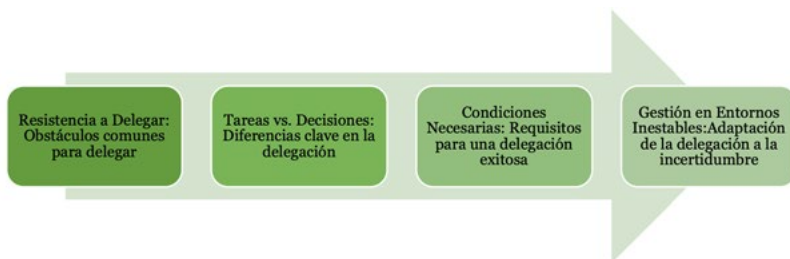 Resistencia a Delegar:
Obstáculos comunes
para delegar
Tareas vs. Decisiones:
Diferencias clave en la
delegación
Condiciones
Necesarias: Requisitos
para una delegación
exitosa
Gestión en Entornos
Inestables:Adaptación
de la delegación a la
incertidumbre